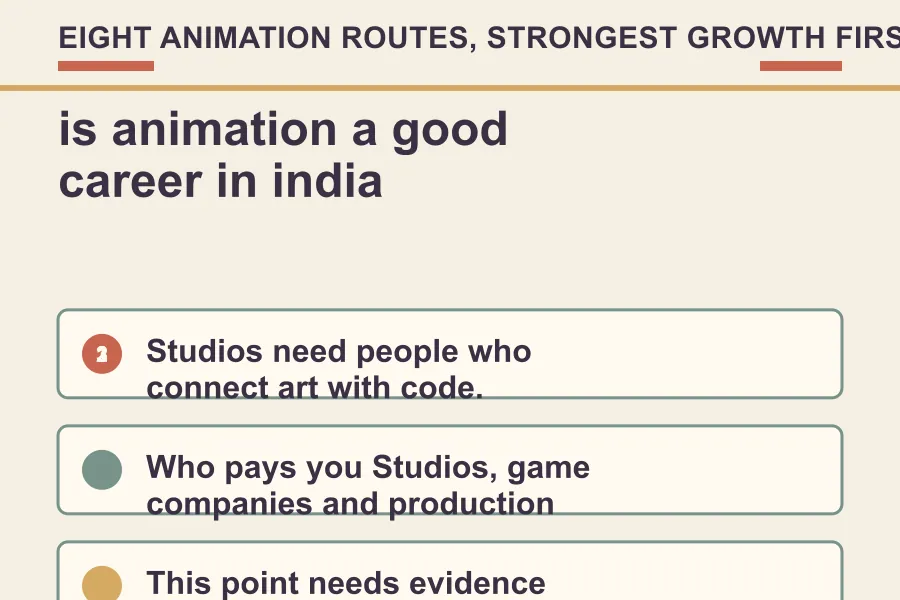 EIGHT ANIMATION ROUTES, STRONGEST GROWTH FIRS
is animation a good
career in india
Studios need people who
connect art with code.
Who pays you Studios, game
companies and production
This point needs evidence